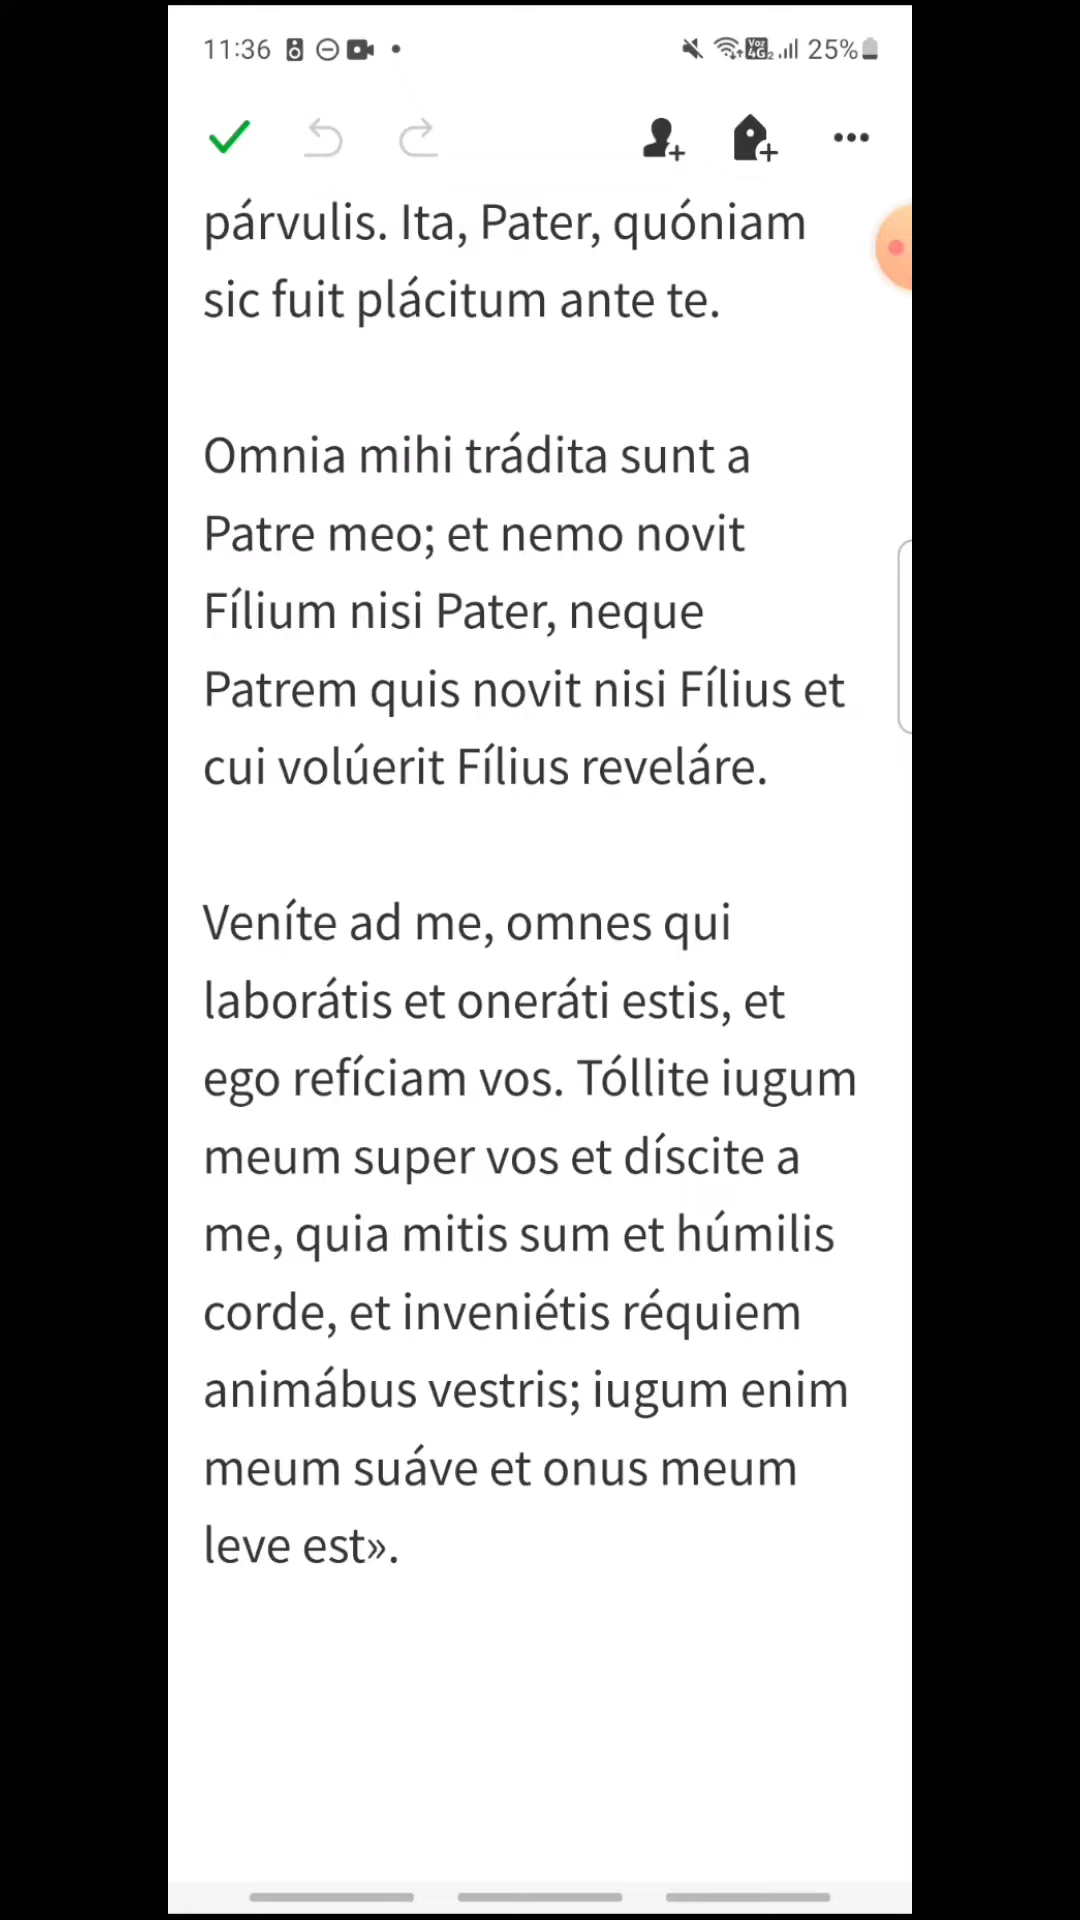 11:36
Voz
4G 2
25%
párvulis. Ita, Pater, quóniam
sic fuit plácitum ante te.
Omnia mihi trádita sunt a
Patre meo; et nemo novit
Fílium nisi Pater, neque
Patrem quis novit nisi Fílius et
cui volúerit Fílius reveláre.
Veníte ad me, omnes qui
laborátis et oneráti estis, et
ego refíciam vos. Tóllite iugum
meum super vos et díscite a
me, quia mitis sum et húmilis
corde, et inveniétis réquiem
animábus vestris; iugum enim
meum suáve et onus meum
leve est».